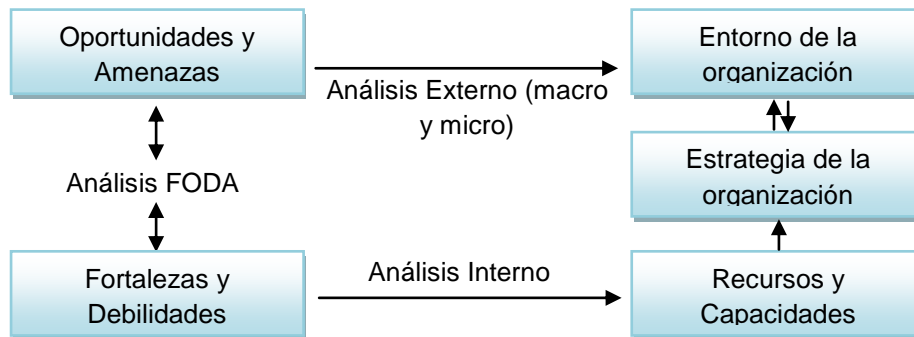 Oportunidades y
Amenazas
Entorno de la
organización
Análisis Externo (macro
y micro)
Análisis FODA
Estrategia de la
organización
Fortalezas y
Debilidades
Análisis Interno
Recursos y
Capacidades